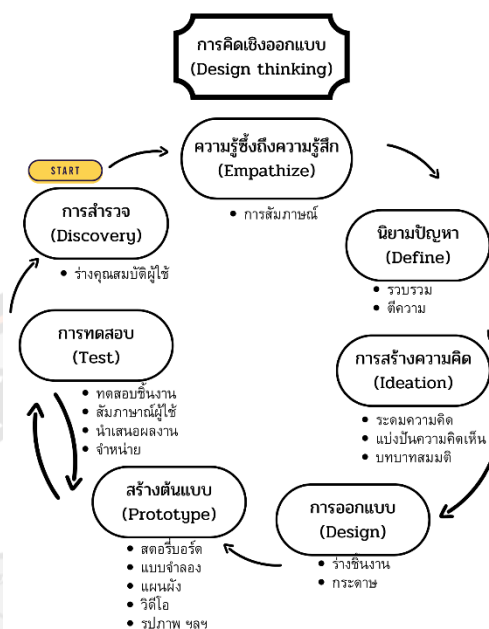 การคิดเชิงออกแบบ
(Design thinking)
ความรู้ซึ้งถึงความรู้สึก
(Empathize)
• การสัมภาษณ์
START
การสำรวจ
(Discovery)
• ร่างคุณสมบัติผู้ใช้
นิยามปัญหา
(Define)
• รวบรวม
• ตีความ
การทดสอบ
(Test)
• ทดสอบชิ้นงาน
• สัมภาษาณ์ผู้ใช้
• นำเสนอผลงาน
• จำหน่าย
การสร้างความคิด
(Ideation)
• ระดมความคิด
• แบ่งปันความคิดเห็น
• บทบาทสมมติ
สร้างต้นแบบ
(Prototype)
• สตอรี่บอร์ด
• แบบจำลอง
• แผนผัง
• วิดีโอ
• รูปภาพ ฯลฯ
การออกแบบ
(Design)
• ร่างชิ้นงาน
• กระดาษ